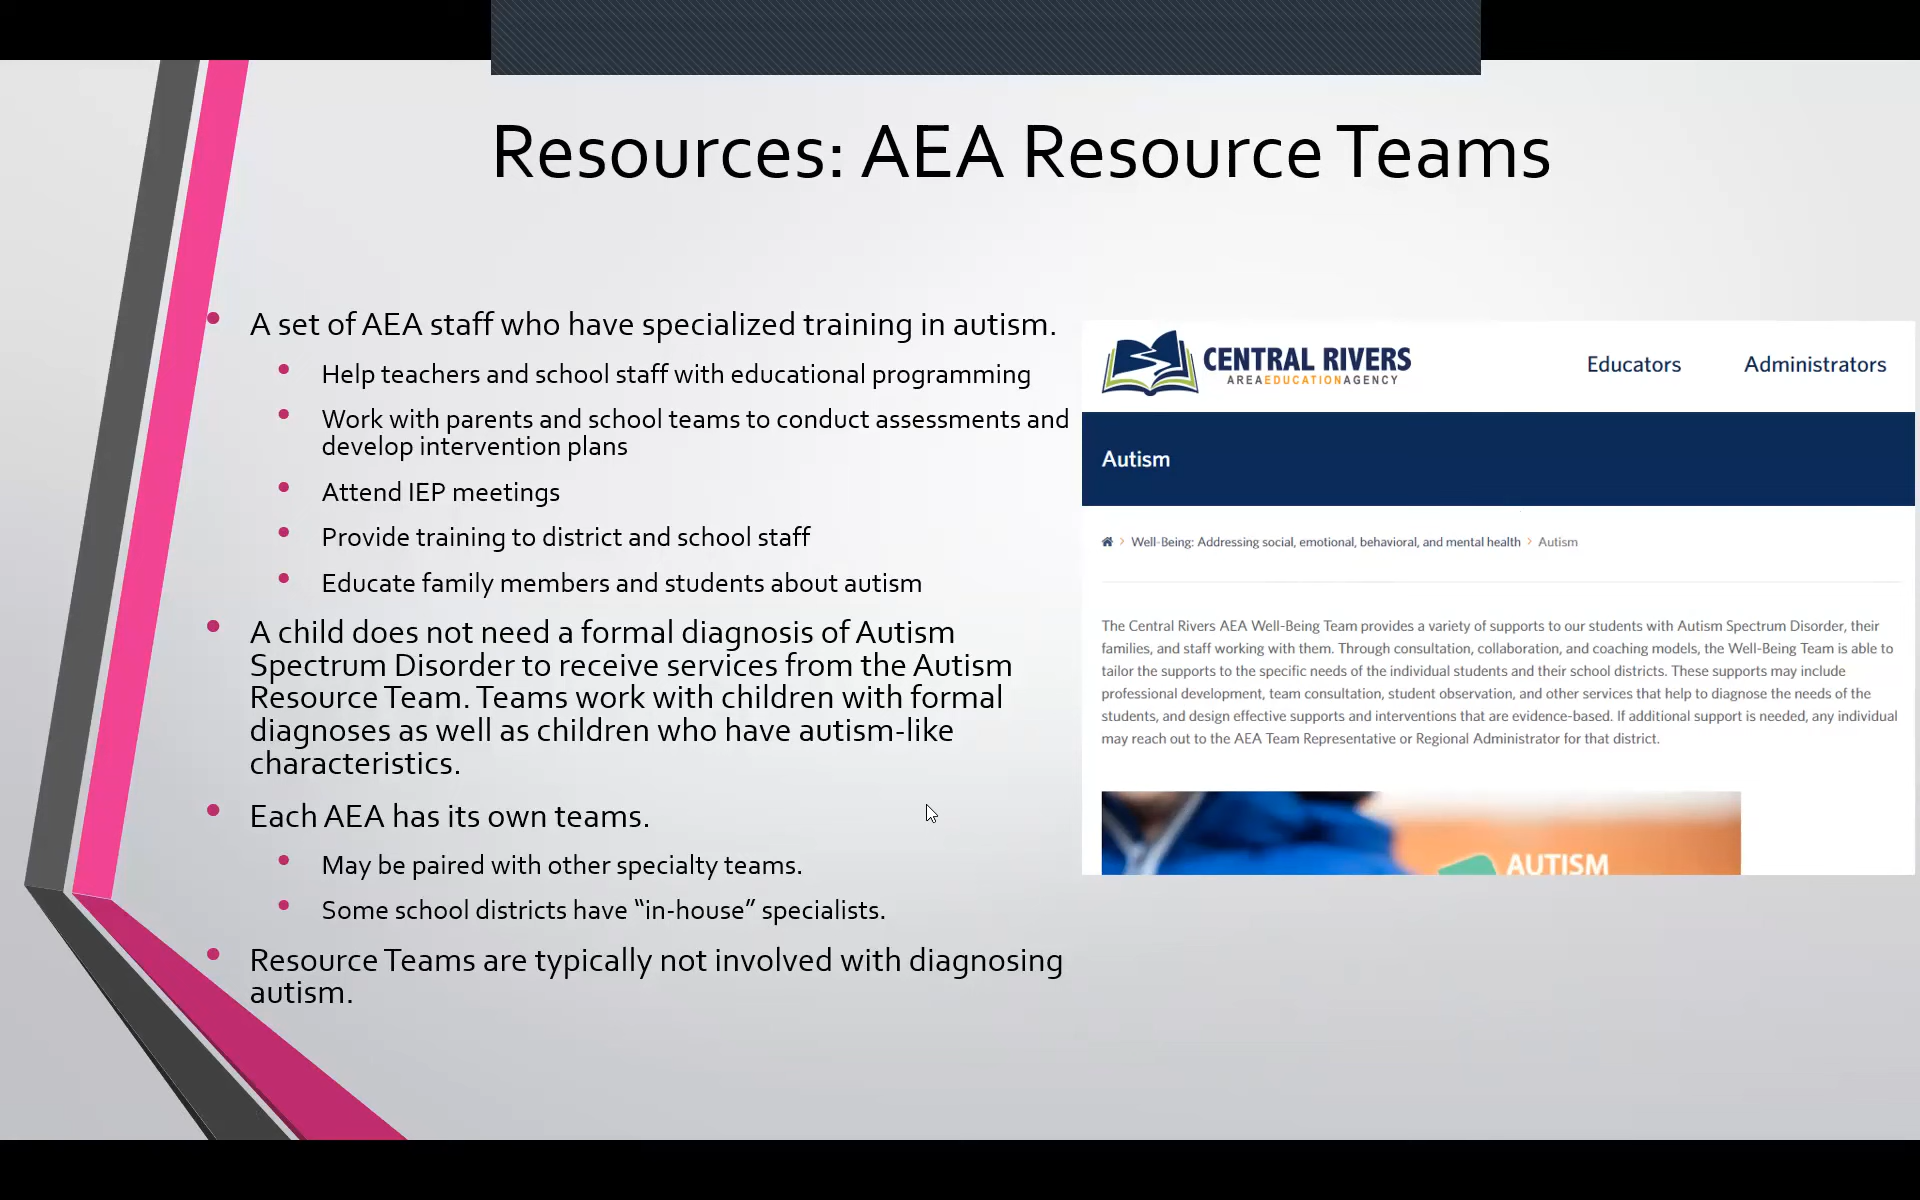 Resources: AEA Resource Teams
A set of AEA staff who have specialized training in autism.
Help teachers and school staff with educational programming
Work with parents and school teams to conduct assessments and
develop intervention plans
Attend IEP meetings
Provide training to district and school staff
Educate family members and students about autism
A child does not need a formal diagnosis of Autism
Spectrum Disorder to receive services from the Autism
Resource Team. Teams work with children with formal
diagnoses as well as children who have autism-like
characteristics.
Each AEA has its own teams.
May be paired with other specialty teams.
Some school districts have “in-house” specialists.
Resource Teams are typically not involved with diagnosing
autism.
CENTRAL RIVERS
AREAEDUCATIONAGENCY
Educators
Administrators
Autism
Well-Being: Addressing social, emotional, behavioral, and mental health > Autism
The Central Rivers AEA Well-Being Team provides a variety of supports to our students with Autism Spectrum Disorder, their
families, and staff working with them. Through consultation, collaboration, and coaching models, the Well-Being Team is able to
tailor the supports to the specific needs of the individual students and their school districts. These supports may include
professional development, team consultation, student observation, and other services that help to diagnose the needs of the
students, and design effective supports and interventions that are evidence-based. If additional support is needed, any individual
may reach out to the AEA Team Representative or Regional Administrator for that district.
AUTISM